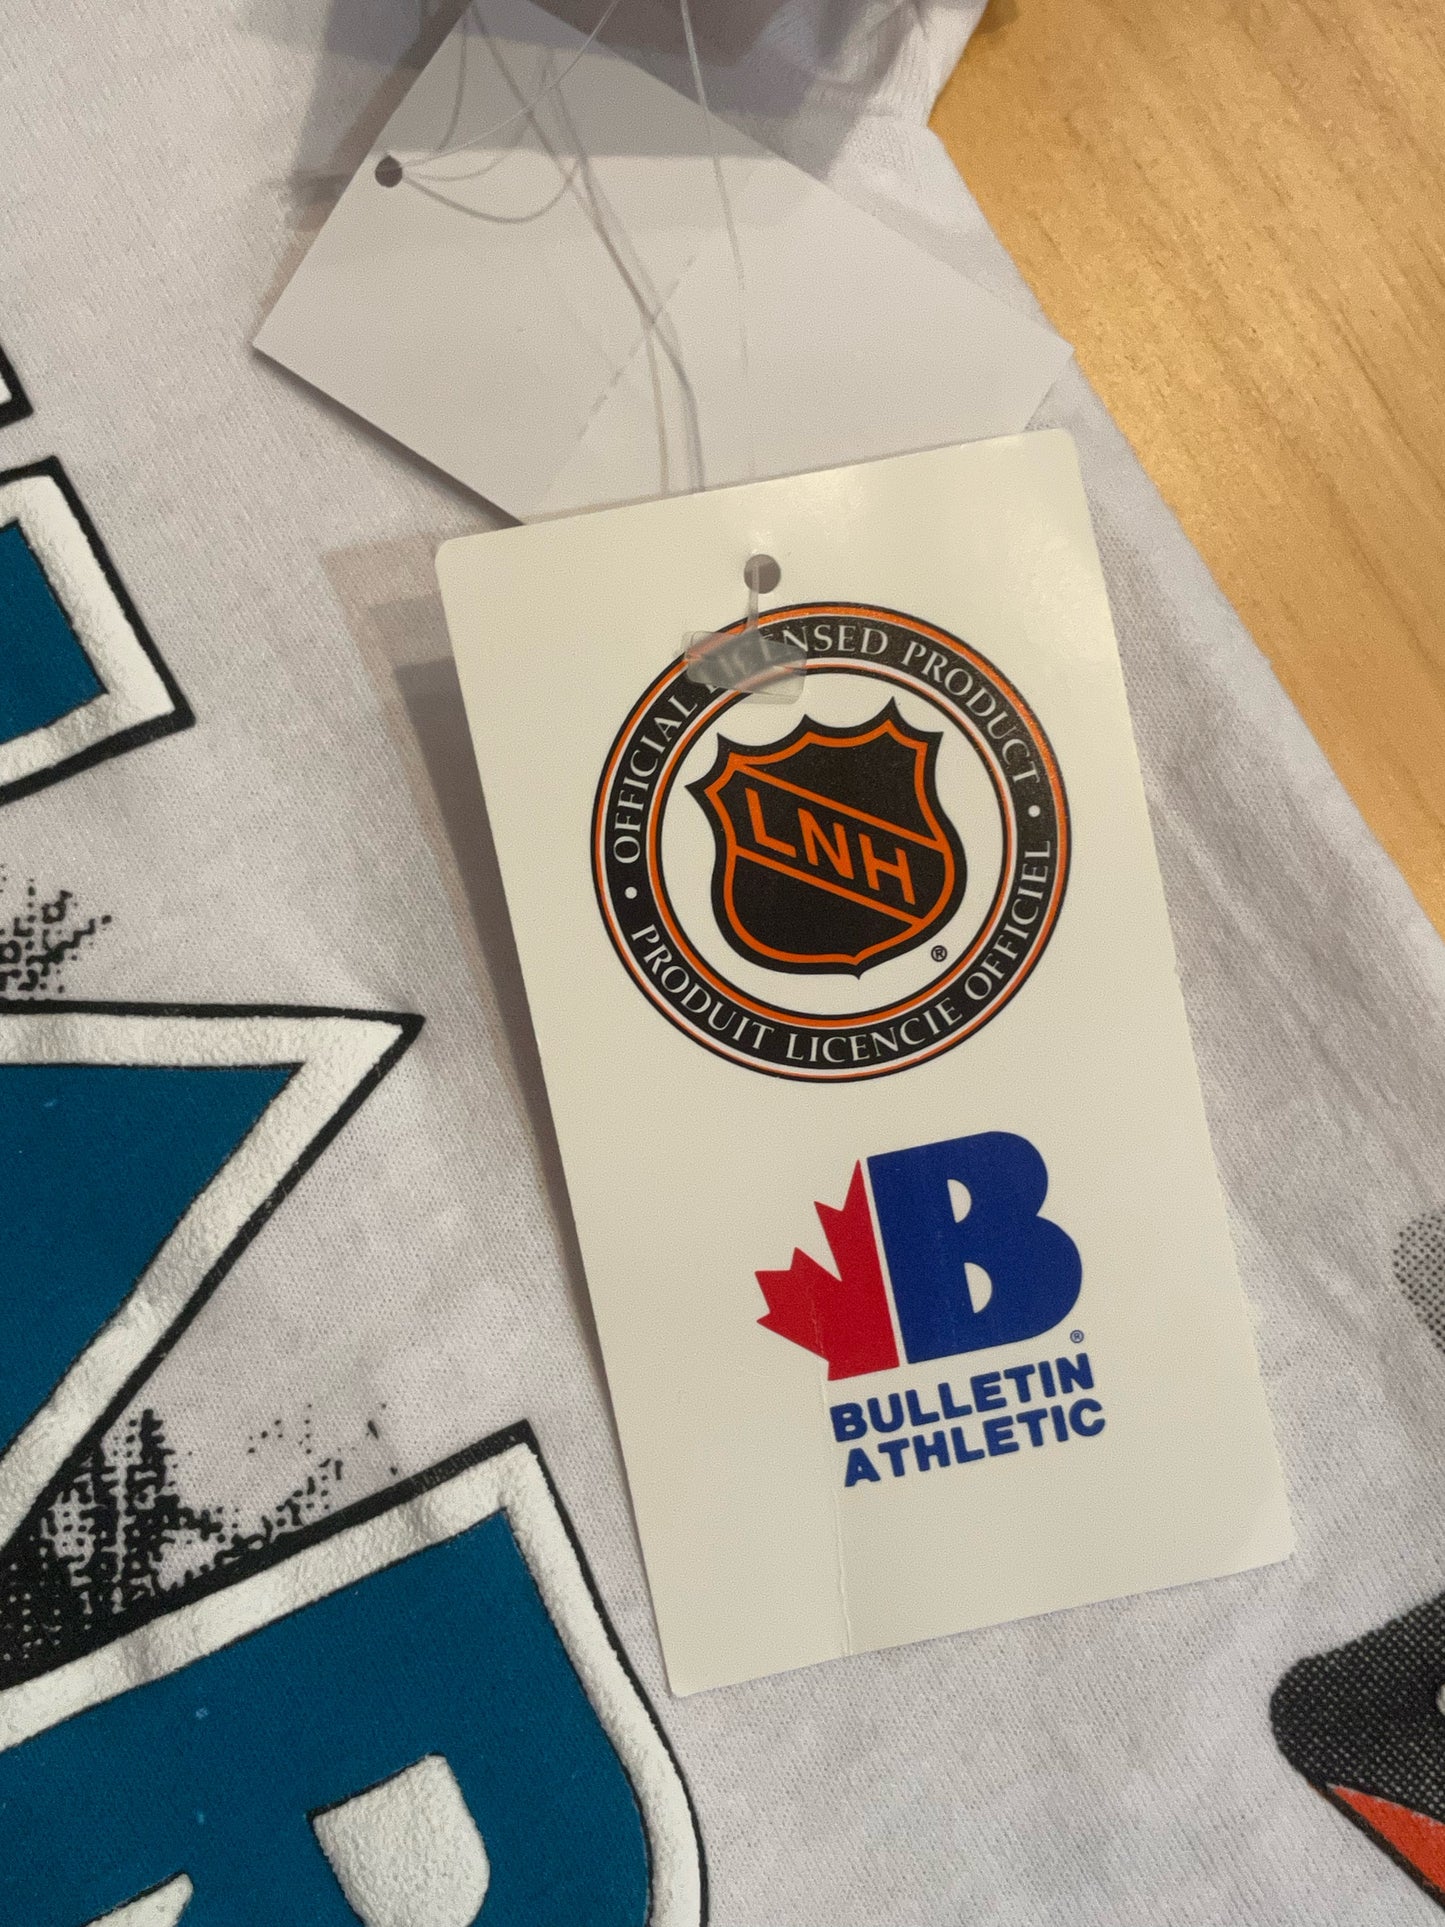 OFFICIAL LICENSED PRODUCT
LNH
®
PRODUIT LICENCIE OFFICIEL
B
®
BULLETIN
ATHLETIC